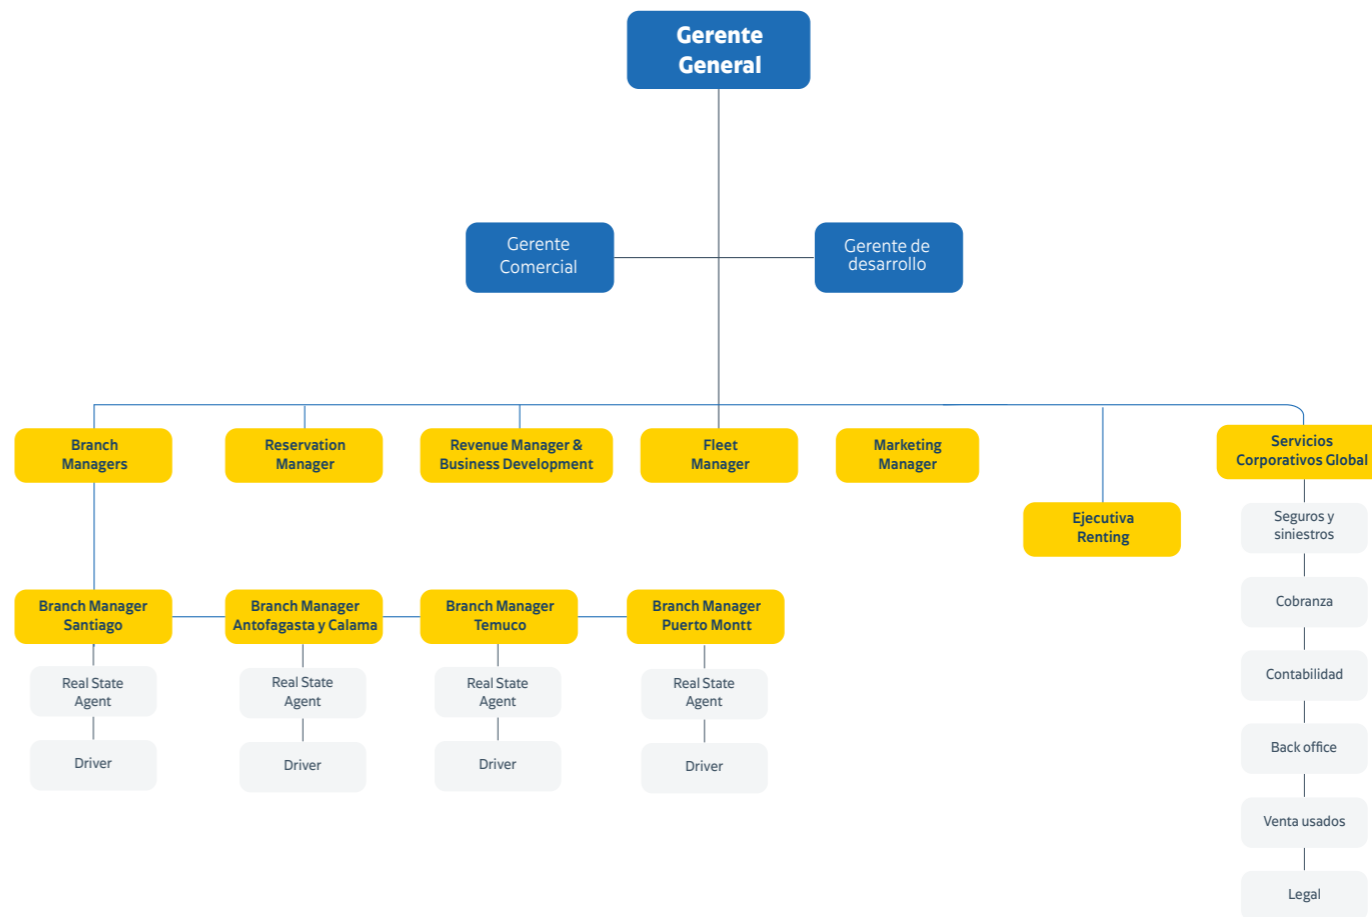 Gerente
General
Gerente
Comercial
Gerente de
desarrollo
Branch
Managers
Reservation
Manager
Revenue Manager &
Business Development
Fleet
Manager
Marketing
Manager
Ejecutiva
Renting
Servicios
Corporativos Global
Seguros y
siniestros
Cobranza
Contabilidad
Back office
Venta usados
Legal
Branch Manager
Santiago
Branch Manager
Antofagasta y Calama
Branch Manager
Temuco
Branch Manager
Puerto Montt
Real State
Agent
Real State
Agent
Real State
Agent
Real State
Agent
Driver
Driver
Driver
Driver